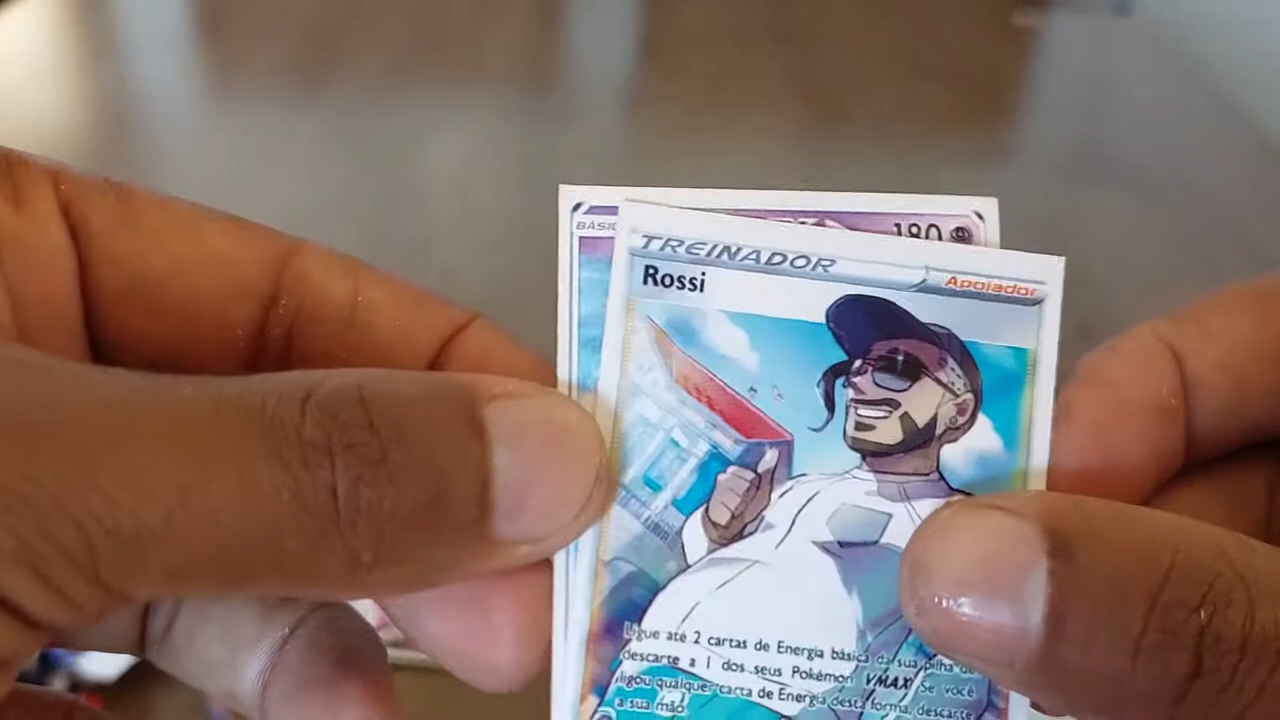 180
BÁSIC
TREINADOR
Apoiador
Rossi
Ligue até 2 cartas de Energia básica da sua pilha de
descarte a 1 dos seus Pokémon VMAX. Se você
ligou qualquer carta de Energia desta forma, descarte
a sua mão